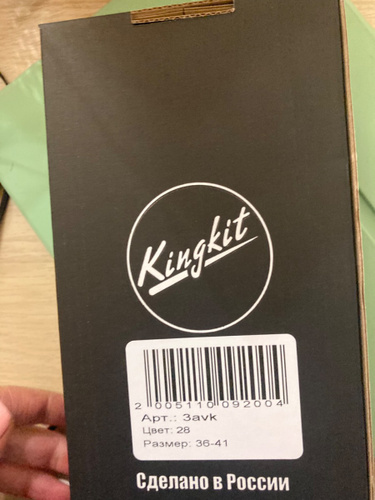 Kingkit
2 005110 092004
Арт.: 3avk
Цвет: 28
Размер: 36-41
Сделано в России